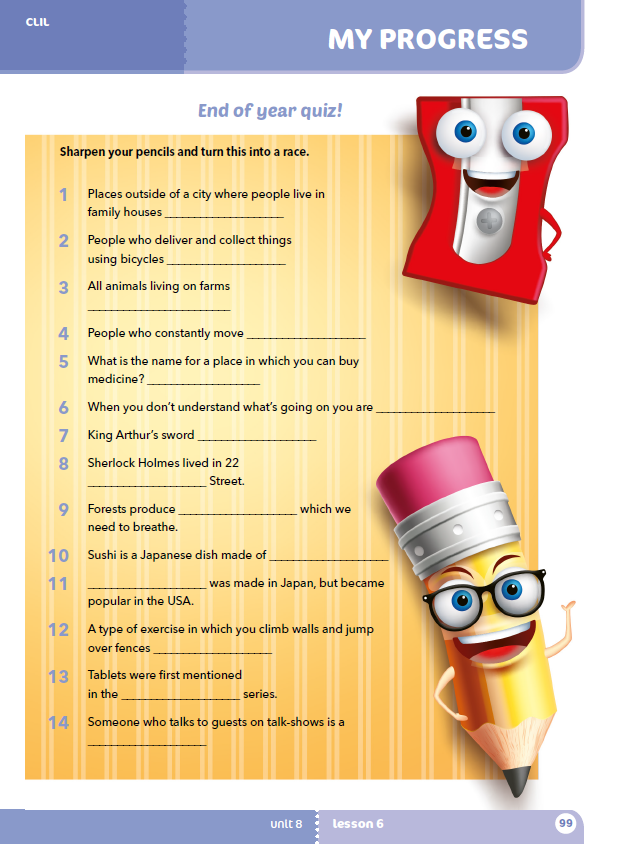 CLIL
MY PROGRESS
End of year quiz!
Sharpen your pencils and turn this into a race.
1 Places outside of a city where people live in
family houses ____________________
2 People who deliver and collect things
using bicycles ____________________
3 All animals living on farms
________________________
4 People who constantly move ____________________
5 What is the name for a place in which you can buy
medicine? ___________________
6 When you don't understand what's going on you are ____________________
7 King Arthur's sword ____________________
8 Sherlock Holmes lived in 22
____________________ Street.
9 Forests produce ____________________ which we
need to breathe.
10 Sushi is a Japanese dish made of ____________________
11 ____________________ was made in Japan, but became
popular in the USA.
12 A type of exercise in which you climb walls and jump
over fences ____________________
13 Tablets were first mentioned
in the ____________________ series.
14 Someone who talks to guests on talk-shows is a
____________________
unit 8 lesson 6 99